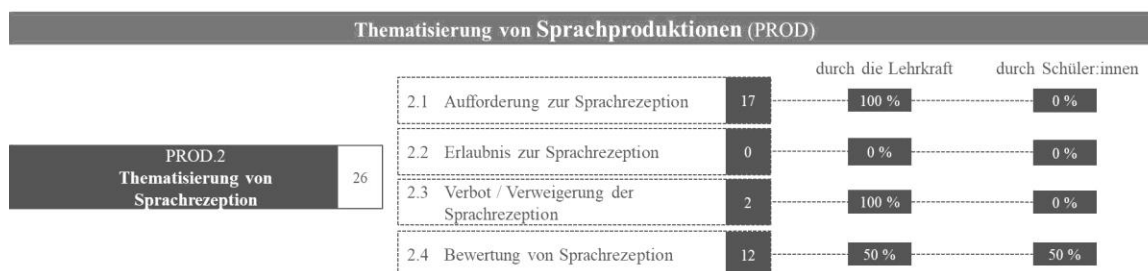 Thematisierung von Sprachproduktionen (PROD)
durch die Lehrkraft durch Schüler:innen
2.1 Aufforderung zur Sprachrezeption 17 100 % 0 %
PROD.2
Thematisierung von
Sprachrezeption
26
2.2 Erlaubnis zur Sprachrezeption 0 0 % 0 %
2.3 Verbot / Verweigerung der
Sprachrezeption
2 100 % 0 %
2.4 Bewertung von Sprachrezeption 12 50 % 50 %